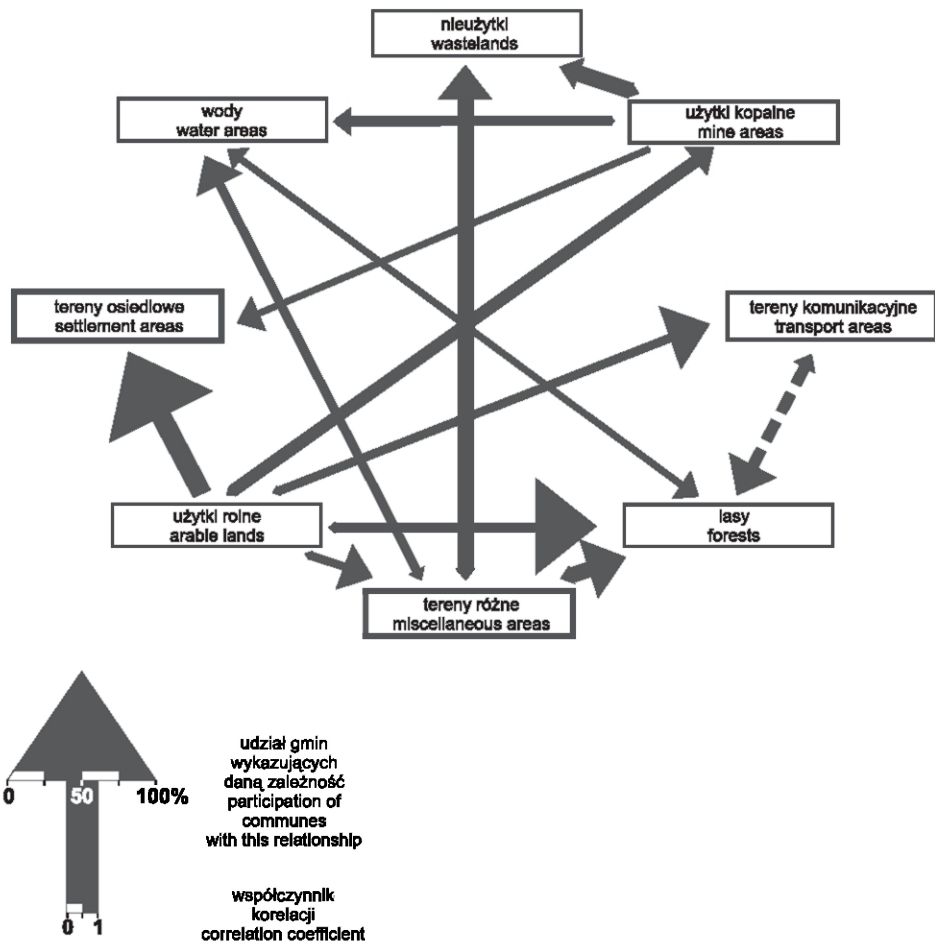 nieużytki
wastelands
wody
water areas
użytki kopalne
mine areas
tereny osiedlowe
settlement areas
tereny komunikacyjne
transport areas
użytki rolne
arable lands
lasy
forests
tereny różne
miscellaneous areas
0 50 100%
udział gmin
wykazujących
daną zależność
participation of
communes
with this relationship
0 1
współczynnik
korelacji
correlation coefficient